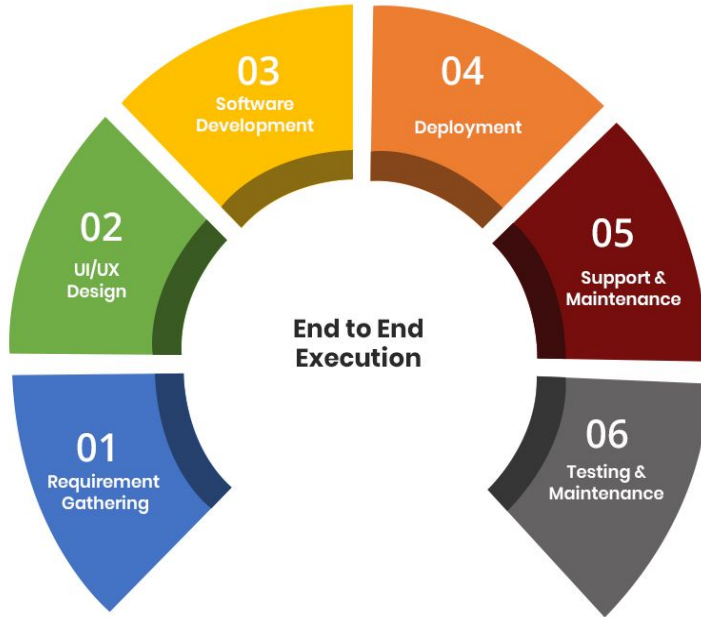 01
Requirement
Gathering
02
UI/UX
Design
03
Software
Development
04
Deployment
05
Support &
Maintenance
06
Testing &
Maintenance
End to End
Execution